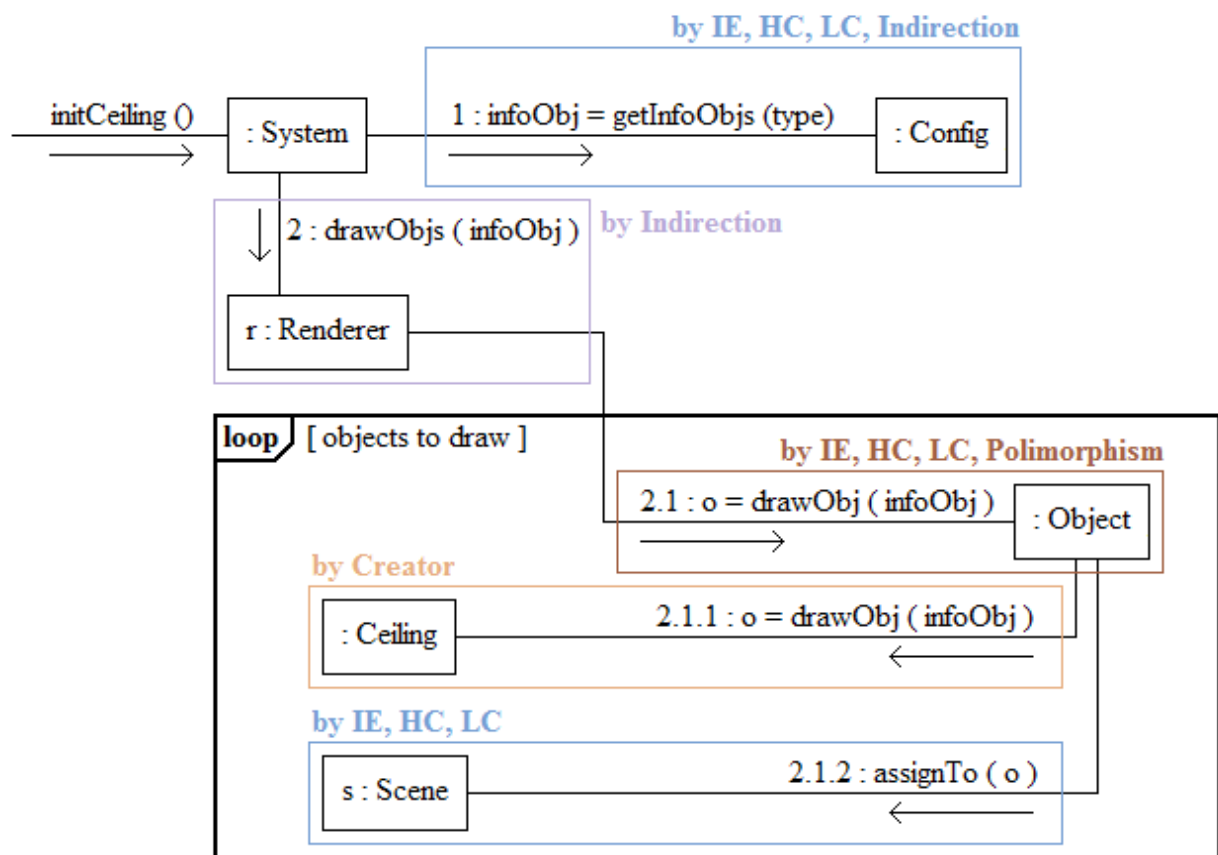 by IE, HC, LC, Indirection
initCeiling ()
: System
1 : infoObj = getInfoObjs (type)
: Config
2 : drawObjs ( infoObj )
by Indirection
r : Renderer
loop [ objects to draw ]
by IE, HC, LC, Polimorphism
2.1 : o = drawObj ( infoObj )
: Object
by Creator
: Ceiling
2.1.1 : o = drawObj ( infoObj )
by IE, HC, LC
s : Scene
2.1.2 : assignTo ( o )